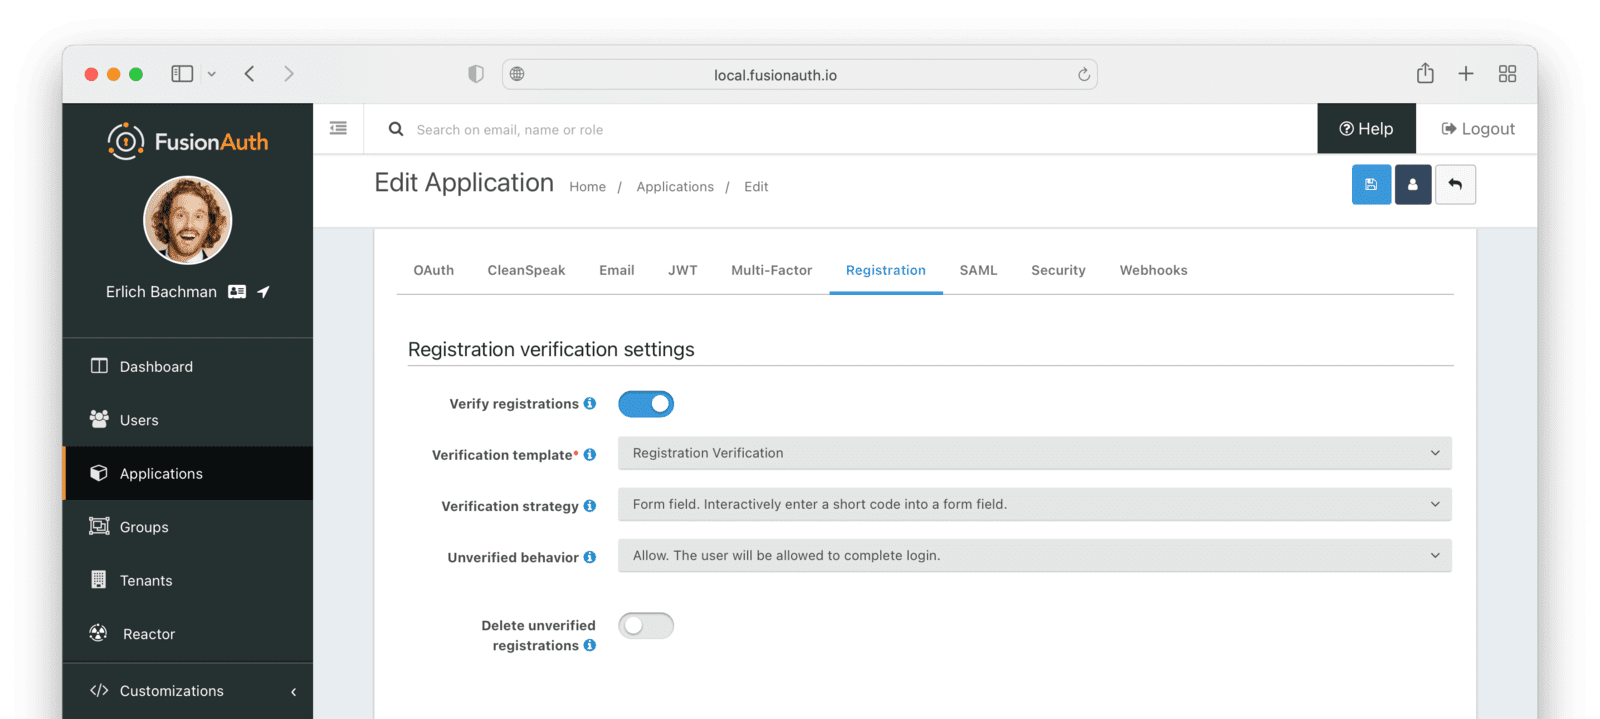 local.fusionauth.io
FusionAuth
Search on email, name or role
Help
Logout
Edit Application
Home / Applications / Edit
Erlich Bachman
Dashboard
Users
Applications
Groups
Tenants
Reactor
Customizations
OAuth CleanSpeak Email JWT Multi-Factor Registration SAML Security Webhooks
Registration verification settings
Verify registrations
Verification template* Registration Verification
Verification strategy Form field. Interactively enter a short code into a form field.
Unverified behavior Allow. The user will be allowed to complete login.
Delete unverified
registrations